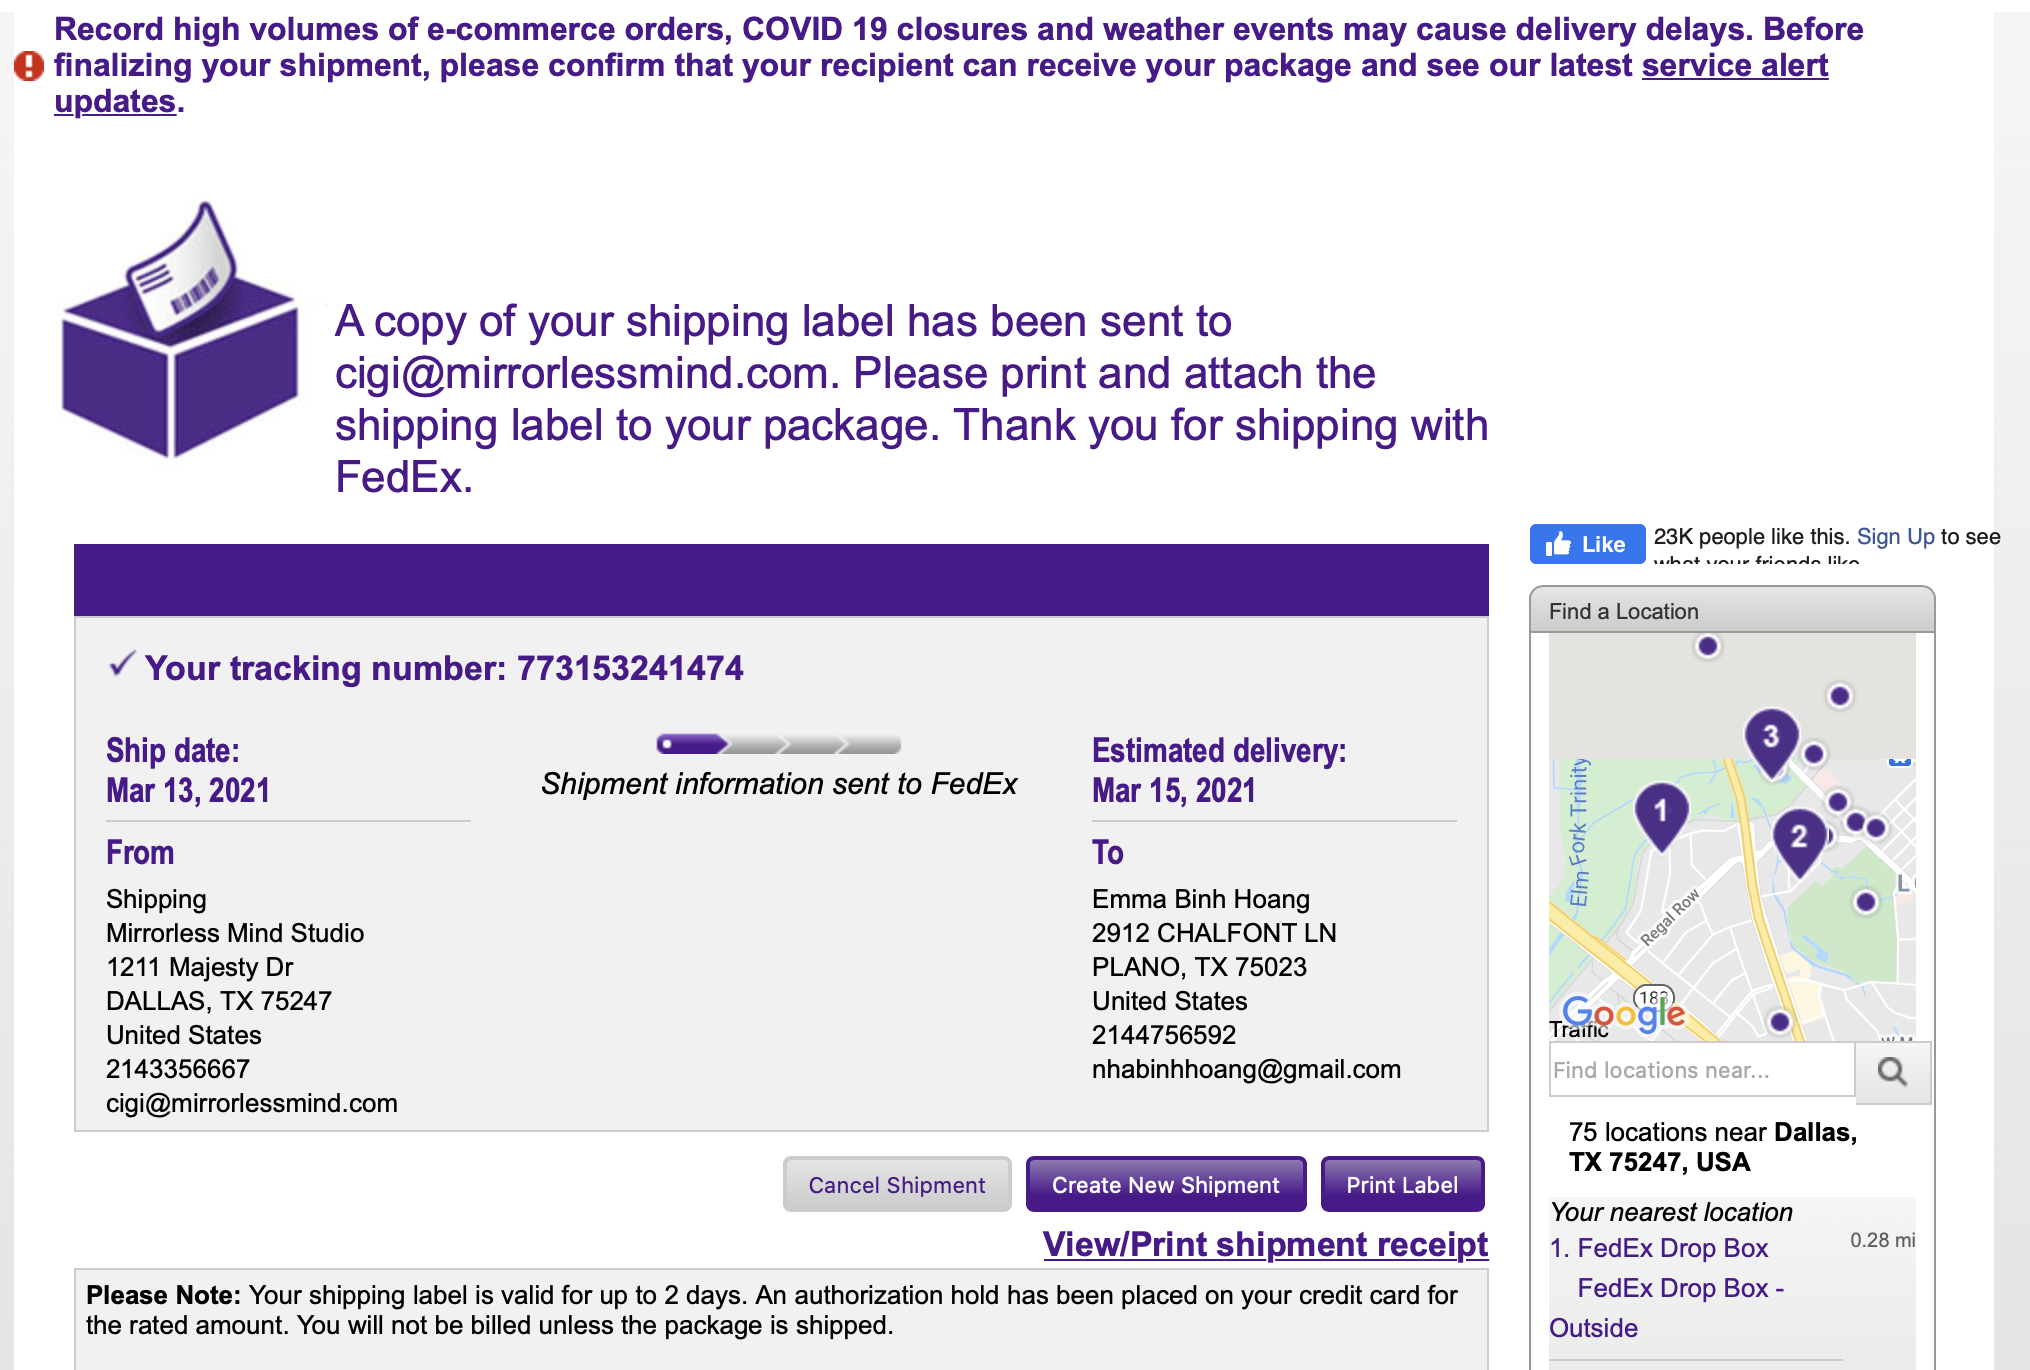 Record high volumes of e-commerce orders, COVID 19 closures and weather events may cause delivery delays. Before
finalizing your shipment, please confirm that your recipient can receive your package and see our latest service alert
updates.
A copy of your shipping label has been sent to
cigi@mirrorlessmind.com. Please print and attach the
shipping label to your package. Thank you for shipping with
FedEx.
Your tracking number: 773153241474
Ship date:
Mar 13, 2021
Shipment information sent to FedEx
Estimated delivery:
Mar 15, 2021
From
Shipping
Mirrorless Mind Studio
1211 Majesty Dr
DALLAS, TX 75247
United States
2143356667
cigi@mirrorlessmind.com
To
Emma Binh Hoang
2912 CHALFONT LN
PLANO, TX 75023
United States
2144756592
nhabinhhoang@gmail.com
Cancel Shipment
Create New Shipment
Print Label
View/Print shipment receipt
Please Note: Your shipping label is valid for up to 2 days. An authorization hold has been placed on your credit card for
the rated amount. You will not be billed unless the package is shipped.
Like
23K people like this. Sign Up to see
what your friends like
Find a Location
3
1
2
Elm Fork Trinity
Regal Row
L
183
Google
Traffic
W M
Find locations near...
75 locations near Dallas,
TX 75247, USA
Your nearest location
1. FedEx Drop Box
0.28 mi
FedEx Drop Box -
Outside